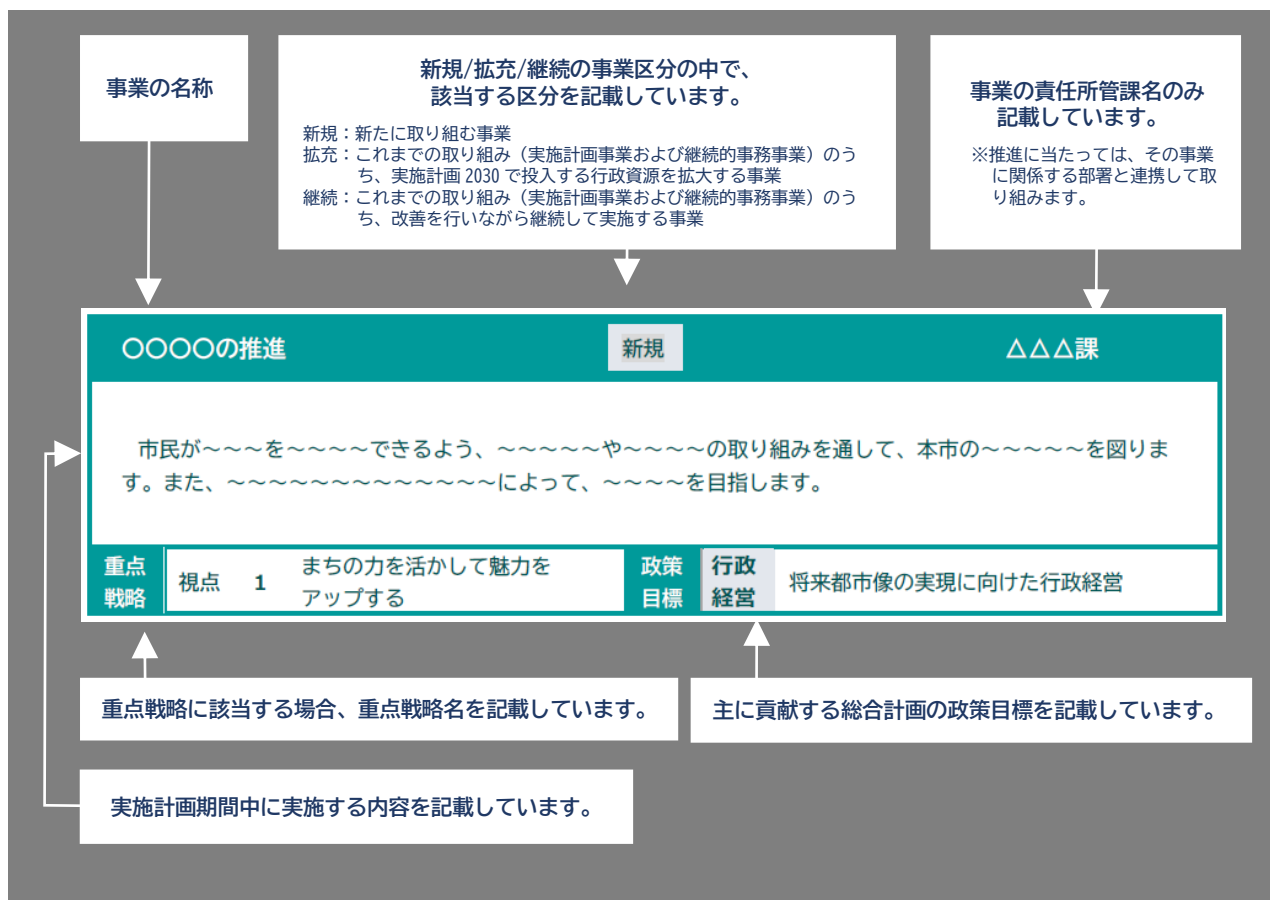 事業の名称
新規/拡充/継続の事業区分の中で、
該当する区分を記載しています。
新規：新たに取り組む事業
拡充：これまでの取り組み（実施計画事業および継続的事務事業）のう
ち、実施計画 2030 で投入する行政資源を拡大する事業
継続：これまでの取り組み（実施計画事業および継続的事務事業）のう
ち、改善を行いながら継続して実施する事業
事業の責任所管課名のみ
記載しています。
※推進に当たっては、その事業
に関係する部署と連携して取
り組みます。
〇〇〇〇の推進
新規
△△△課
市民が～～～を～～～～できるよう、～～～～～や～～～～の取り組みを通して、本市の～～～～～を図りま
す。また、～～～～～～～～～～～～～によって、～～～～を目指します。
重点
戦略
視点 1
まちの力を活かして魅力を
アップする
政策
目標
行政
経営
将来都市像の実現に向けた行政経営
重点戦略に該当する場合、重点戦略名を記載しています。
主に貢献する総合計画の政策目標を記載しています。
実施計画期間中に実施する内容を記載しています。